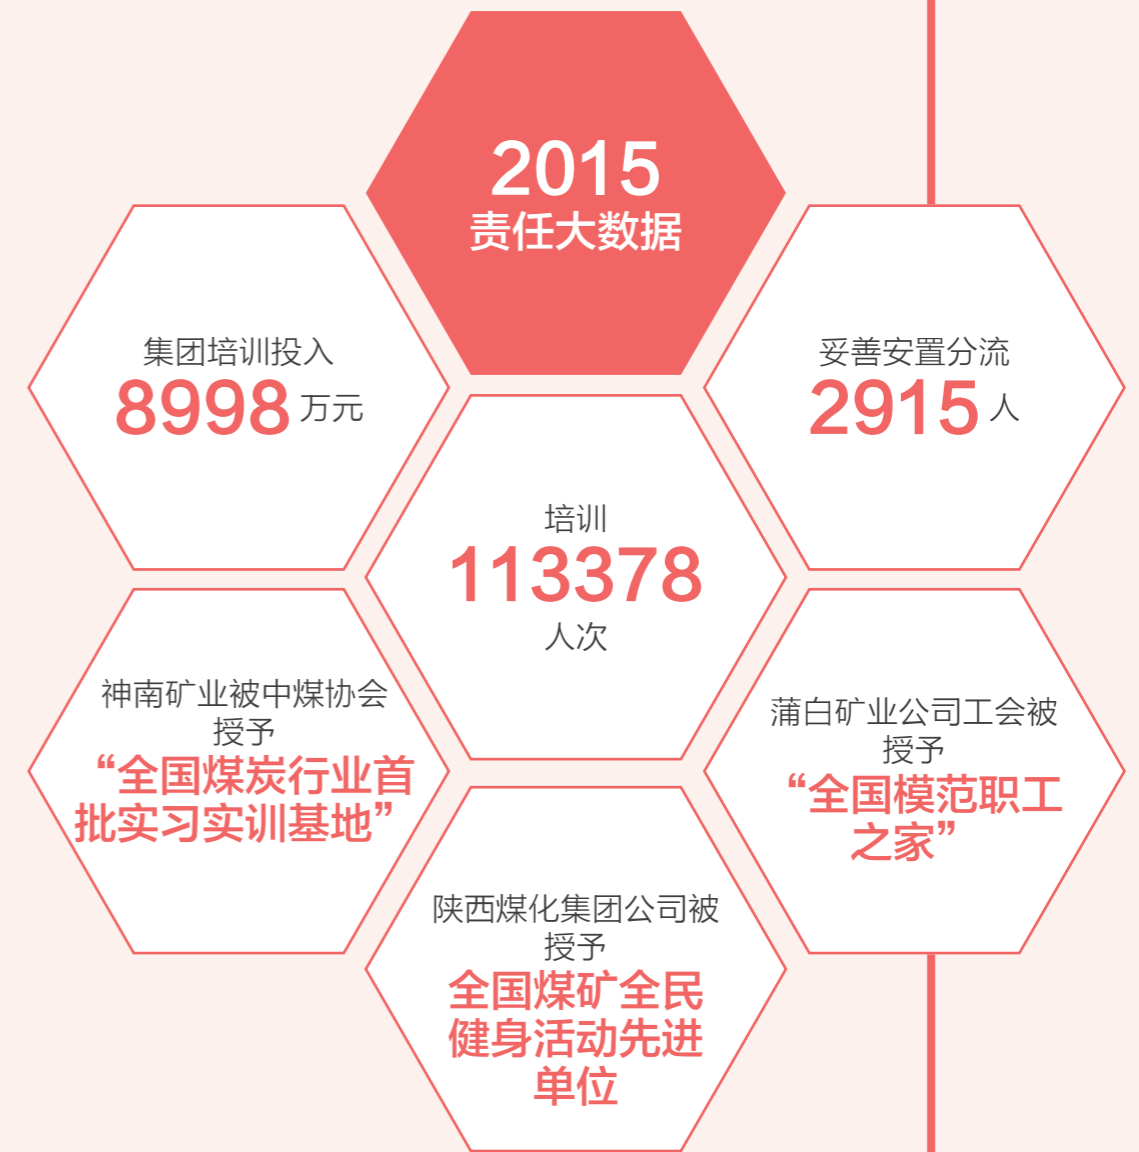 2015
责任大数据
集团培训投入
8998 万元
妥善安置分流
2915 人
培训
113378
人次
神南矿业被中煤协会
授予
“全国煤炭行业首
批实习实训基地”
蒲白矿业公司工会被
授予
“全国模范职工
之家”
陕西煤化集团公司被
授予
全国煤矿全民
健身活动先进
单位